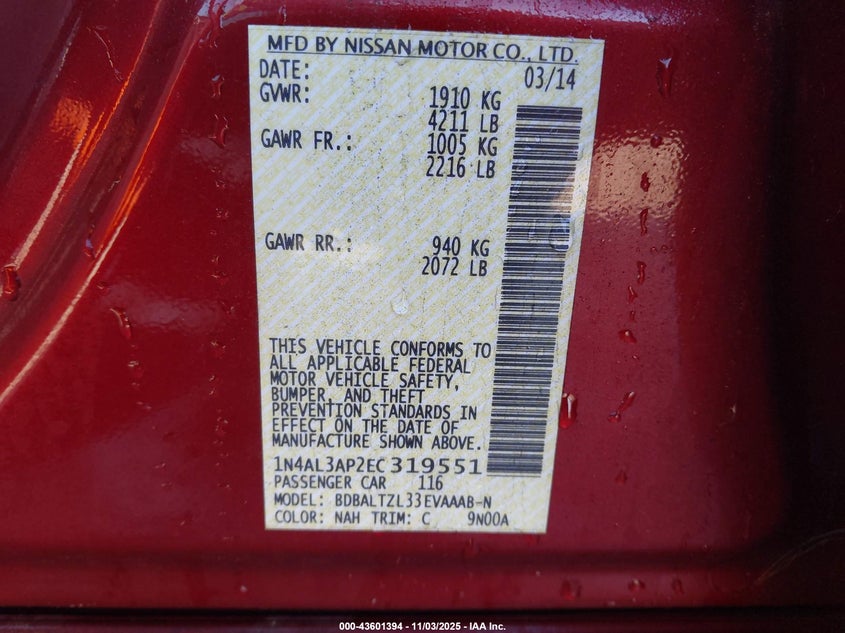 MFD BY NISSAN MOTOR CO., LTD.
DATE: 03/14
GVWR: 1910 KG
4211 LB
GAWR FR.: 1005 KG
2216 LB
GAWR RR.: 940 KG
2072 LB
THIS VEHICLE CONFORMS TO
ALL APPLICABLE FEDERAL
MOTOR VEHICLE SAFETY,
BUMPER, AND THEFT
PREVENTION STANDARDS IN
EFFECT ON THE DATE OF
MANUFACTURE SHOWN ABOVE.
1N4AL3AP2EC319551
PASSENGER CAR 116
MODEL: BDBALTZL33EVAAAB-N
COLOR: NAH TRIM: C 9N00A
000-43601394 - 11/03/2025 - IAA Inc.